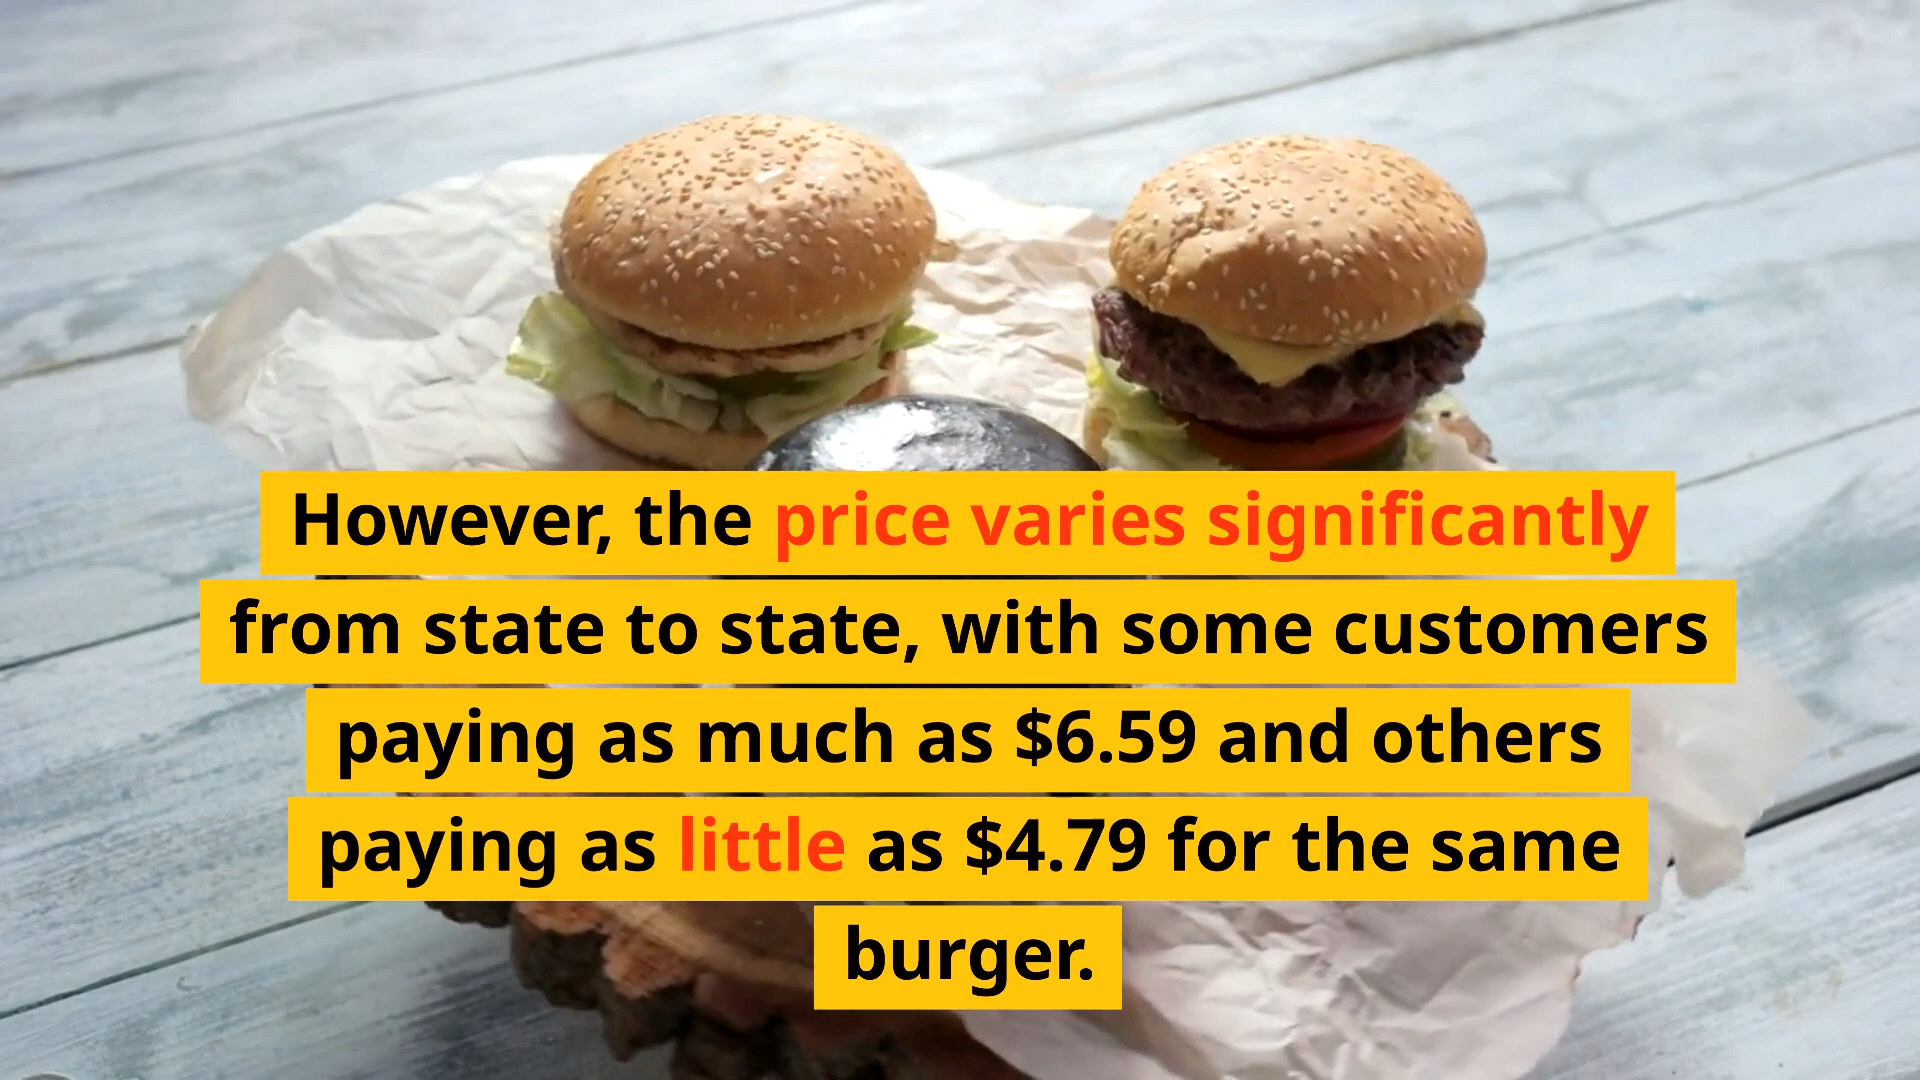 However, the price varies significantly
from state to state, with some customers
paying as much as $6.59 and others
paying as little as $4.79 for the same
burger.